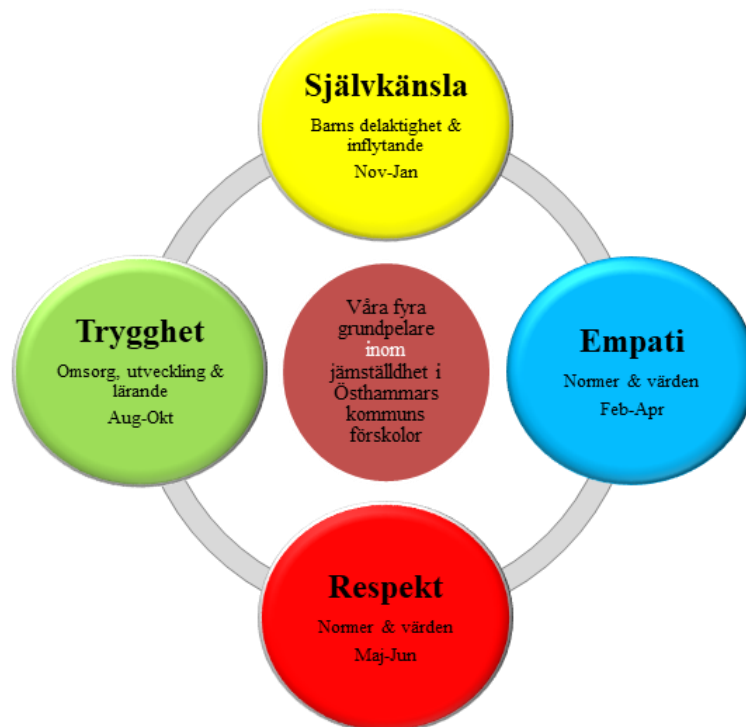 Självkänsla
Barns delaktighet &
inflytande
Nov-Jan
Trygghet
Omsorg, utveckling &
lärande
Aug-Okt
Våra fyra
grundpelare
inom
jämställdhet i
Östhammars
kommuns
förskolor
Empati
Normer & värden
Feb-Apr
Respekt
Normer & värden
Maj-Jun